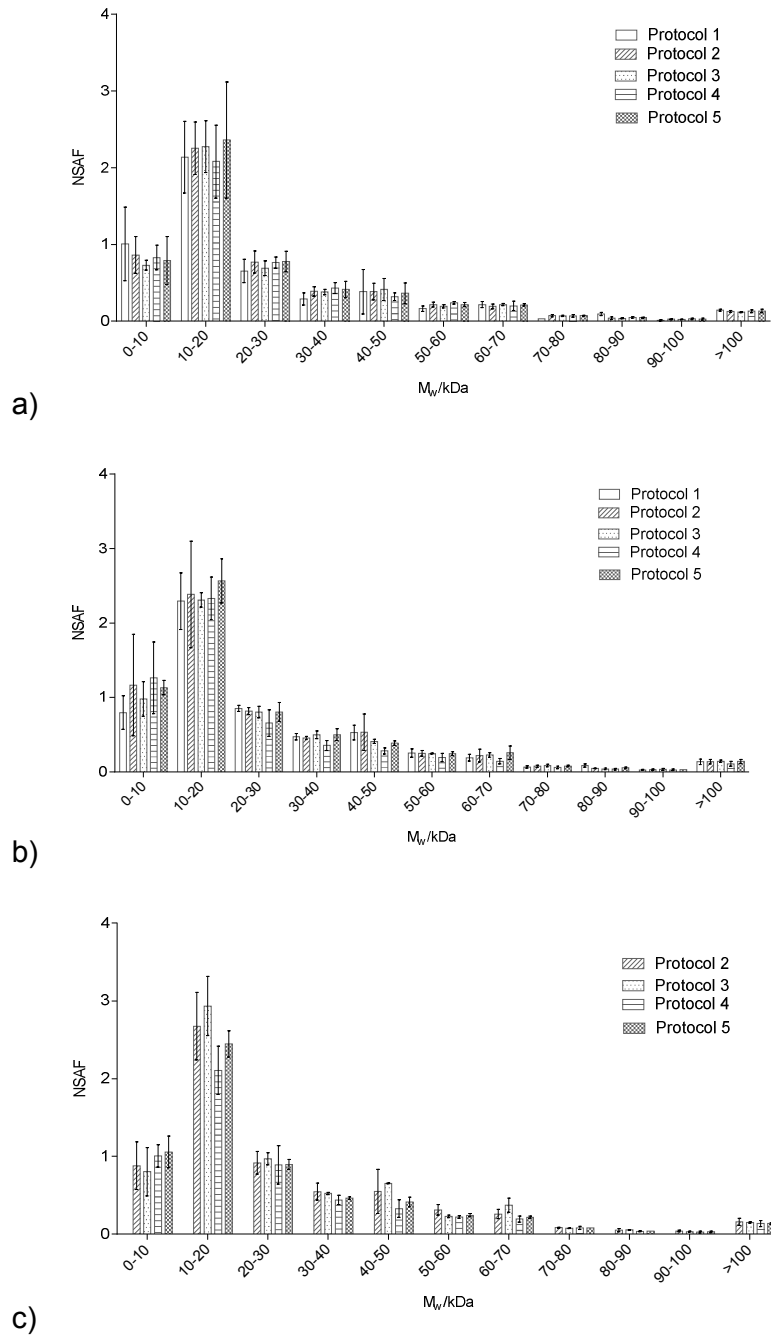 4
3
2
1
0
NSAF
Protocol 1
Protocol 2
Protocol 3
Protocol 4
Protocol 5
0-10
10-20
20-30
30-40
40-50
50-60
60-70
70-80
80-90
90-100
>100
Mw/kDa
a)
4
3
2
1
0
NSAF
Protocol 1
Protocol 2
Protocol 3
Protocol 4
Protocol 5
0-10
10-20
20-30
30-40
40-50
50-60
60-70
70-80
80-90
90-100
>100
Mw/kDa
b)
4
3
2
1
0
NSAF
Protocol 2
Protocol 3
Protocol 4
Protocol 5
0-10
10-20
20-30
30-40
40-50
50-60
60-70
70-80
80-90
90-100
>100
Mw/kDa
c)